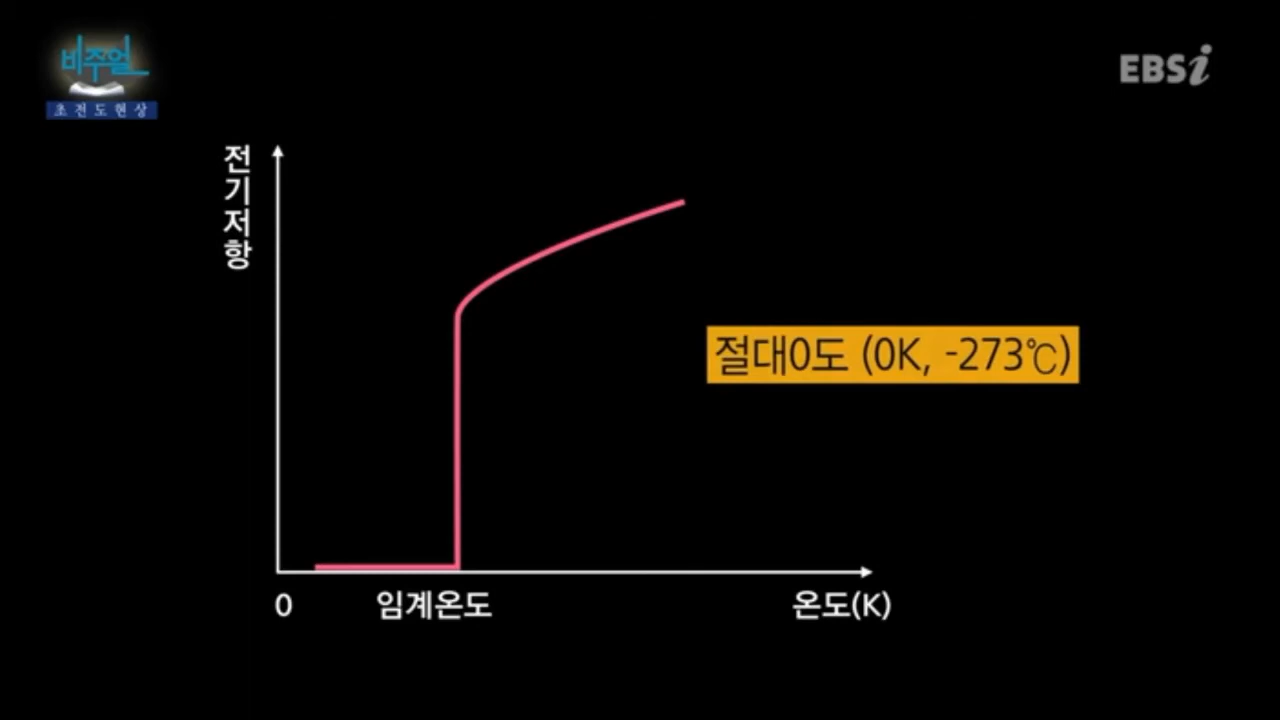 비주얼
초전도현상
EBSi
전기저항
절대0도 (0K, -273℃)
0
임계온도
온도(K)